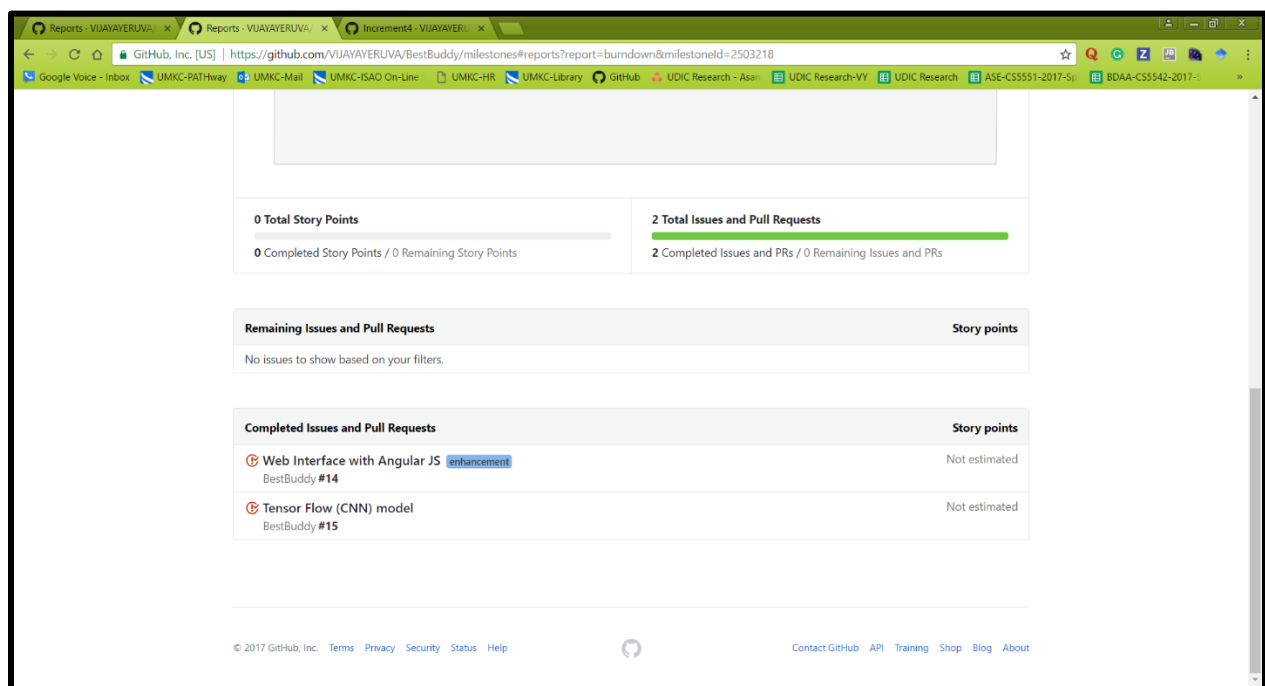 Reports - VIJAYAYERUVA/
Reports - VIJAYAYERUVA/
Increment4 - VIJAYAYERU
GitHub, Inc. [US] | https://github.com/VIJAYAYERUVA/BestBuddy/milestones#reports?report=burndown&milestoneId=2503218
Google Voice - Inbox UMKC-PATHway UMKC-Mail UMKC-ISAO On-Line UMKC-HR UMKC-Library GitHub UDIC Research - Asan UDIC Research-VY UDIC Research ASE-CS5551-2017-Sp BDAA-CS5542-2017-S »
0 Total Story Points
0 Completed Story Points / 0 Remaining Story Points
2 Total Issues and Pull Requests
2 Completed Issues and PRs / 0 Remaining Issues and PRs
Remaining Issues and Pull Requests Story points
No issues to show based on your filters.
Completed Issues and Pull Requests Story points
Web Interface with Angular JS enhancement Not estimated
BestBuddy #14
Tensor Flow (CNN) model Not estimated
BestBuddy #15
© 2017 GitHub, Inc. Terms Privacy Security Status Help Contact GitHub API Training Shop Blog About